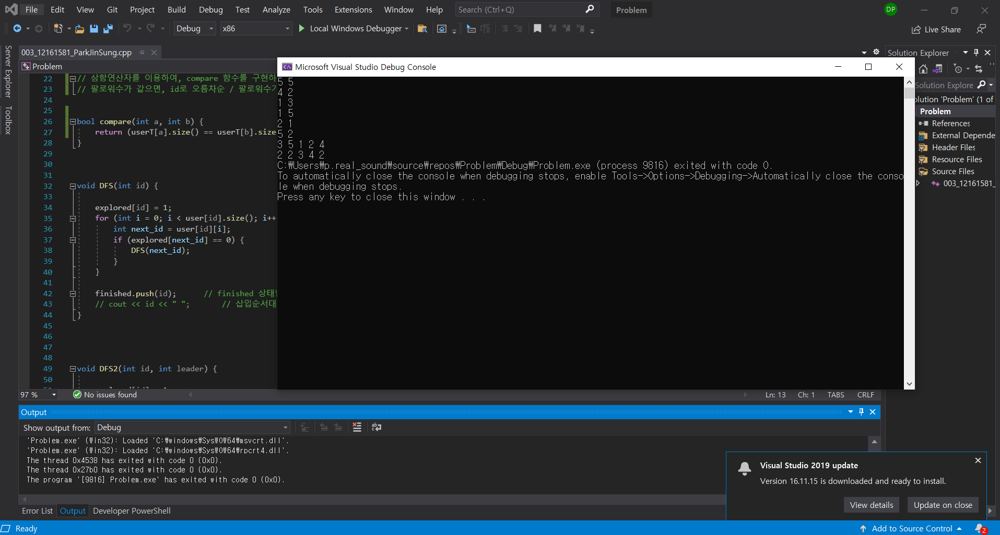 File Edit View Git Project Build Debug Test Analyze Tools Extensions Window Help Search (Ctrl+Q) Problem DP
Debug x86 Local Windows Debugger Live Share
Server Explorer
Toolbox
003_12161581_ParkJinSung.cpp
Problem
22 // 삼항연산자를 이용하여, compare 함수를 구현하
23 // 팔로워수가 같으면, id로 오름차순 / 팔로워수가
24
25
26 bool compare(int a, int b) {
27 return (userT[a].size() == userT[b].size
28 }
29
30
31
32 void DFS(int id) {
33
34 explored[id] = 1;
35 for (int i = 0; i < user[id].size(); i++
36 int next_id = user[id][i];
37 if (explored[next_id] == 0) {
38 DFS(next_id);
39 }
40 }
41
42 finished.push(id); // finished 상태
43 // cout << id << " "; // 삽입순서대
44 }
45
46
47
48
49 void DFS2(int id, int leader) {
50
97 % No issues found Ln: 13 Ch: 1 TABS CRLF
Microsoft Visual Studio Debug Console
5 5
4 2
1 3
1 5
2 1
5 2
3 5 1 2 4
2 2 3 4 2
C:₩Users₩p.real_sound₩source₩repos₩Problem₩Debug₩Problem.exe (process 9816) exited with code 0.
To automatically close the console when debugging stops, enable Tools->Options->Debugging->Automatically close the conso
le when debugging stops.
Press any key to close this window . . .
Solution Explorer
Solution Explore
olution 'Problem' (1 of
Problem
References
External Depende
Header Files
Resource Files
Source Files
003_12161581_
Output
Show output from: Debug
'Problem.exe' (Win32): Loaded 'C:₩windows₩SysWOW64₩msvcrt.dll'.
'Problem.exe' (Win32): Loaded 'C:₩windows₩SysWOW64₩rpcrt4.dll'.
The thread 0x4538 has exited with code 0 (0x0).
The thread 0x27b0 has exited with code 0 (0x0).
The program '[9816] Problem.exe' has exited with code 0 (0x0).
Error List Output Developer PowerShell
Visual Studio 2019 update
Version 16.11.15 is downloaded and ready to install.
View details Update on close
Ready Add to Source Control 2